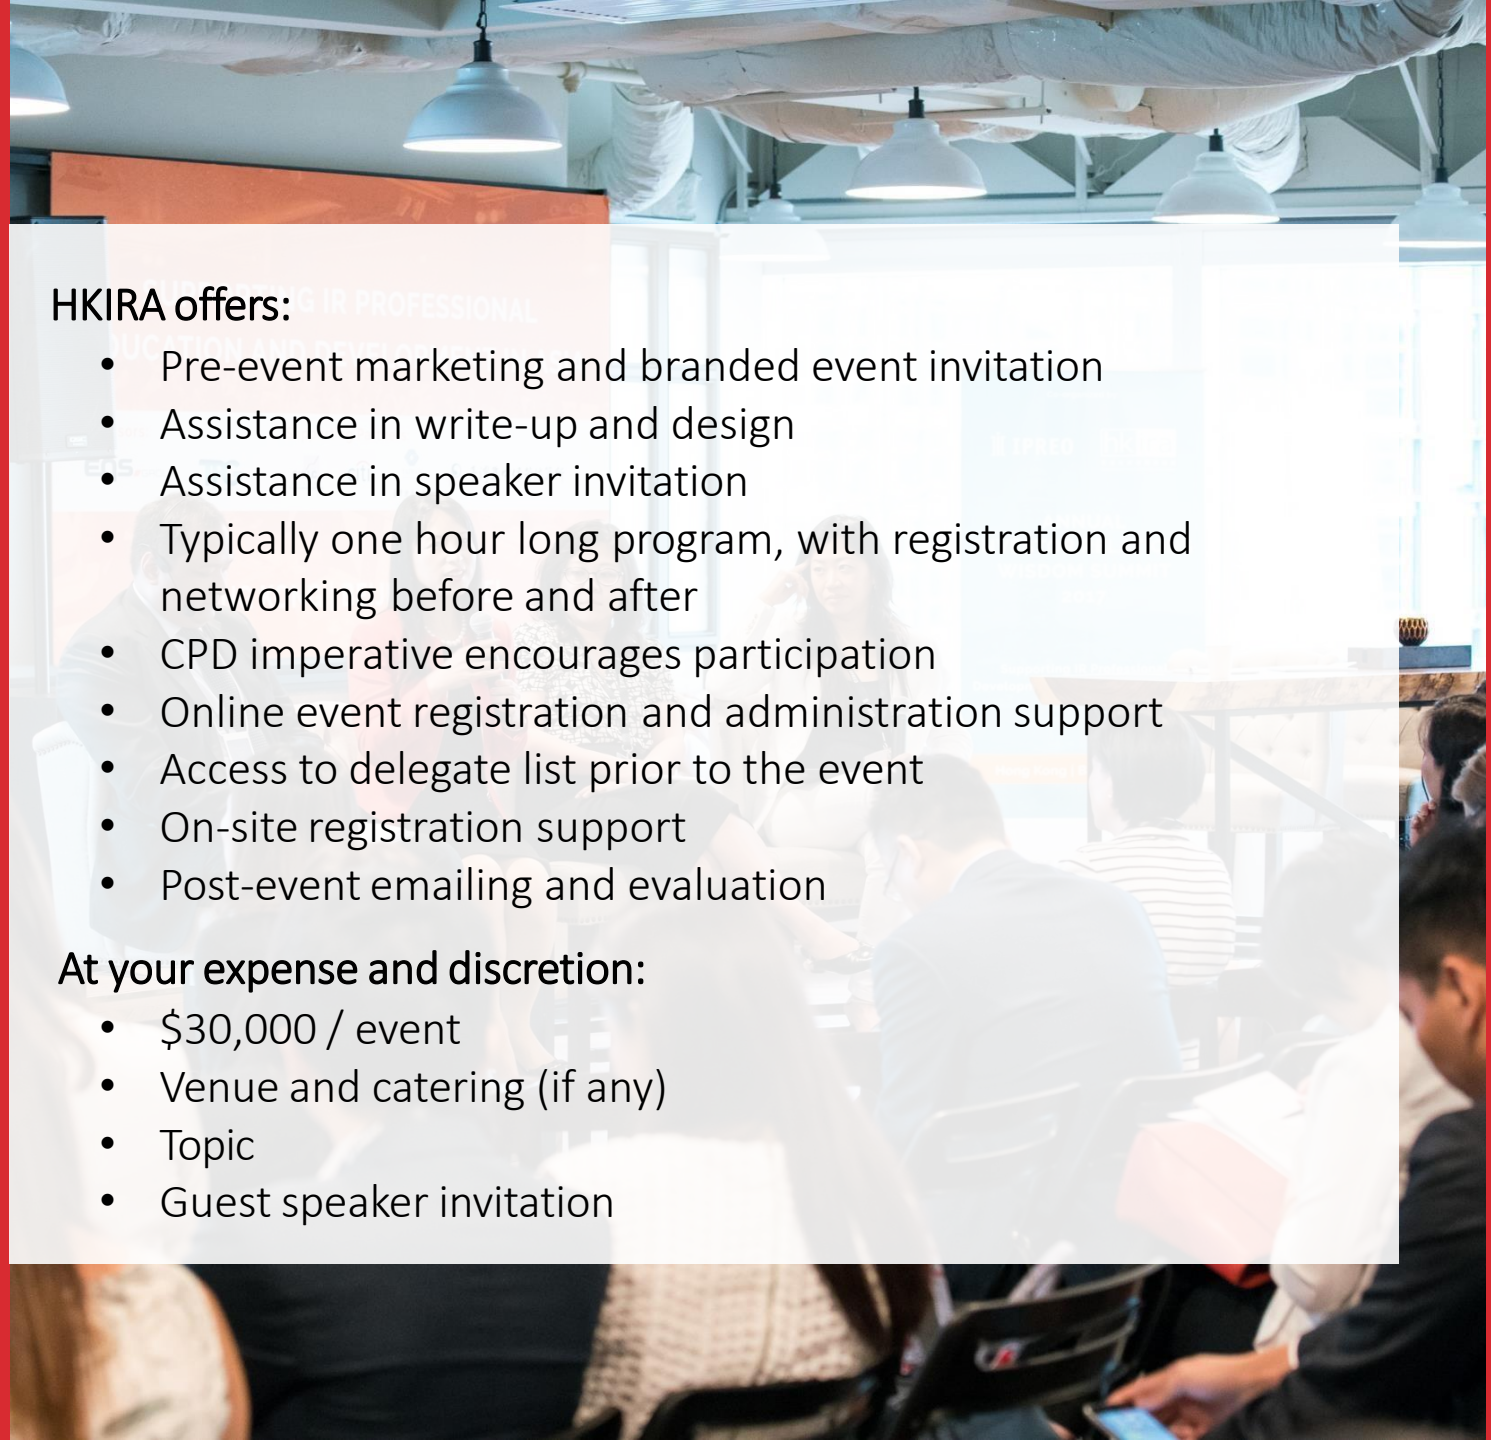 HKIRA offers:
• Pre-event marketing and branded event invitation
• Assistance in write-up and design
• Assistance in speaker invitation
• Typically one hour long program, with registration and
networking before and after
• CPD imperative encourages participation
• Online event registration and administration support
• Access to delegate list prior to the event
• On-site registration support
• Post-event emailing and evaluation
At your expense and discretion:
• $30,000 / event
• Venue and catering (if any)
• Topic
• Guest speaker invitation